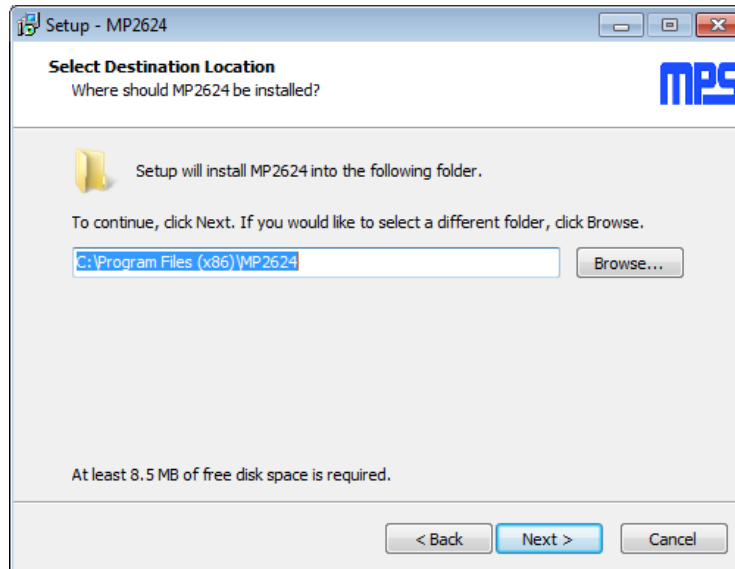 Setup - MP2624
Select Destination Location
Where should MP2624 be installed?
MPS
Setup will install MP2624 into the following folder.
To continue, click Next. If you would like to select a different folder, click Browse.
C:\Program Files (x86)\MP2624
Browse...
At least 8.5 MB of free disk space is required.
< Back
Next >
Cancel